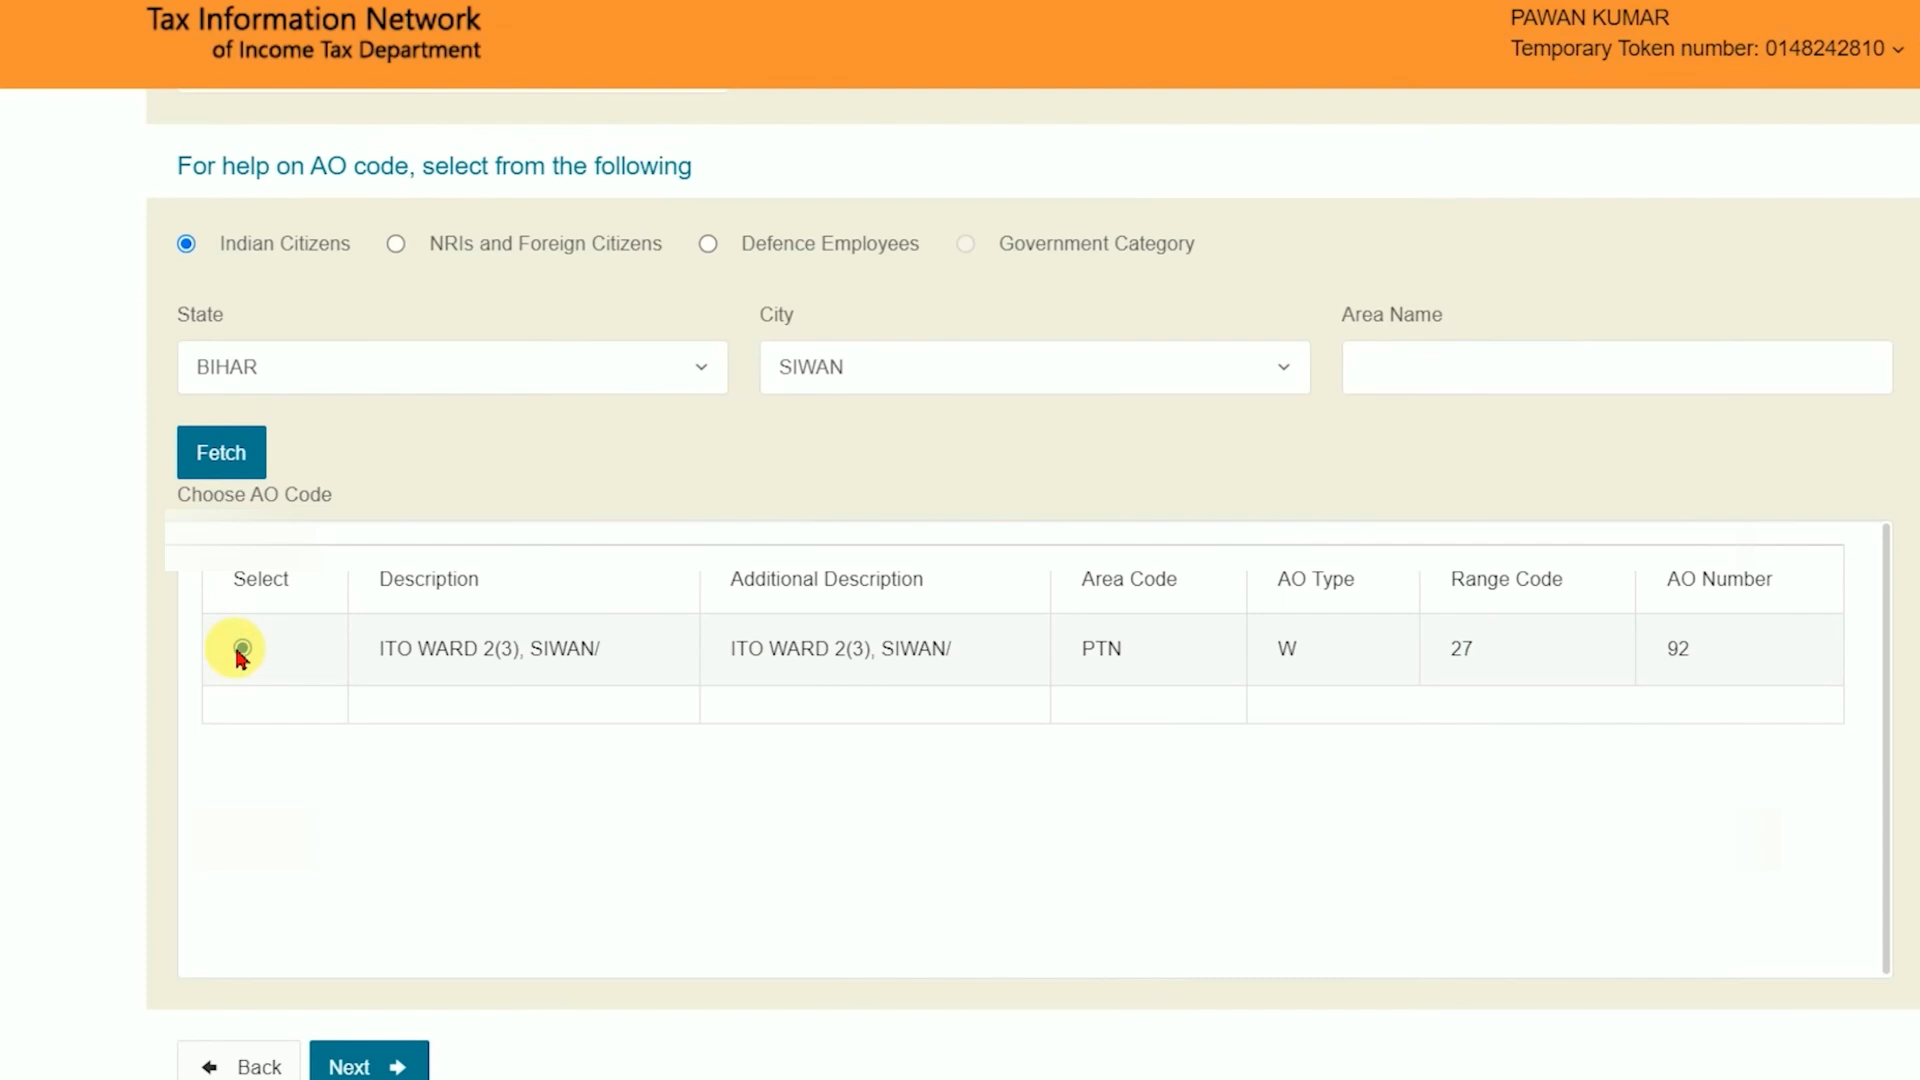 Tax Information Network
of Income Tax Department
PAWAN KUMAR
Temporary Token number: 0148242810
For help on AO code, select from the following
Indian Citizens NRIs and Foreign Citizens Defence Employees Government Category
State City Area Name
BIHAR SIWAN
Fetch
Choose AO Code
Select Description Additional Description Area Code AO Type Range Code AO Number
ITO WARD 2(3), SIWAN/ ITO WARD 2(3), SIWAN/ PTN W 27 92
Back Next